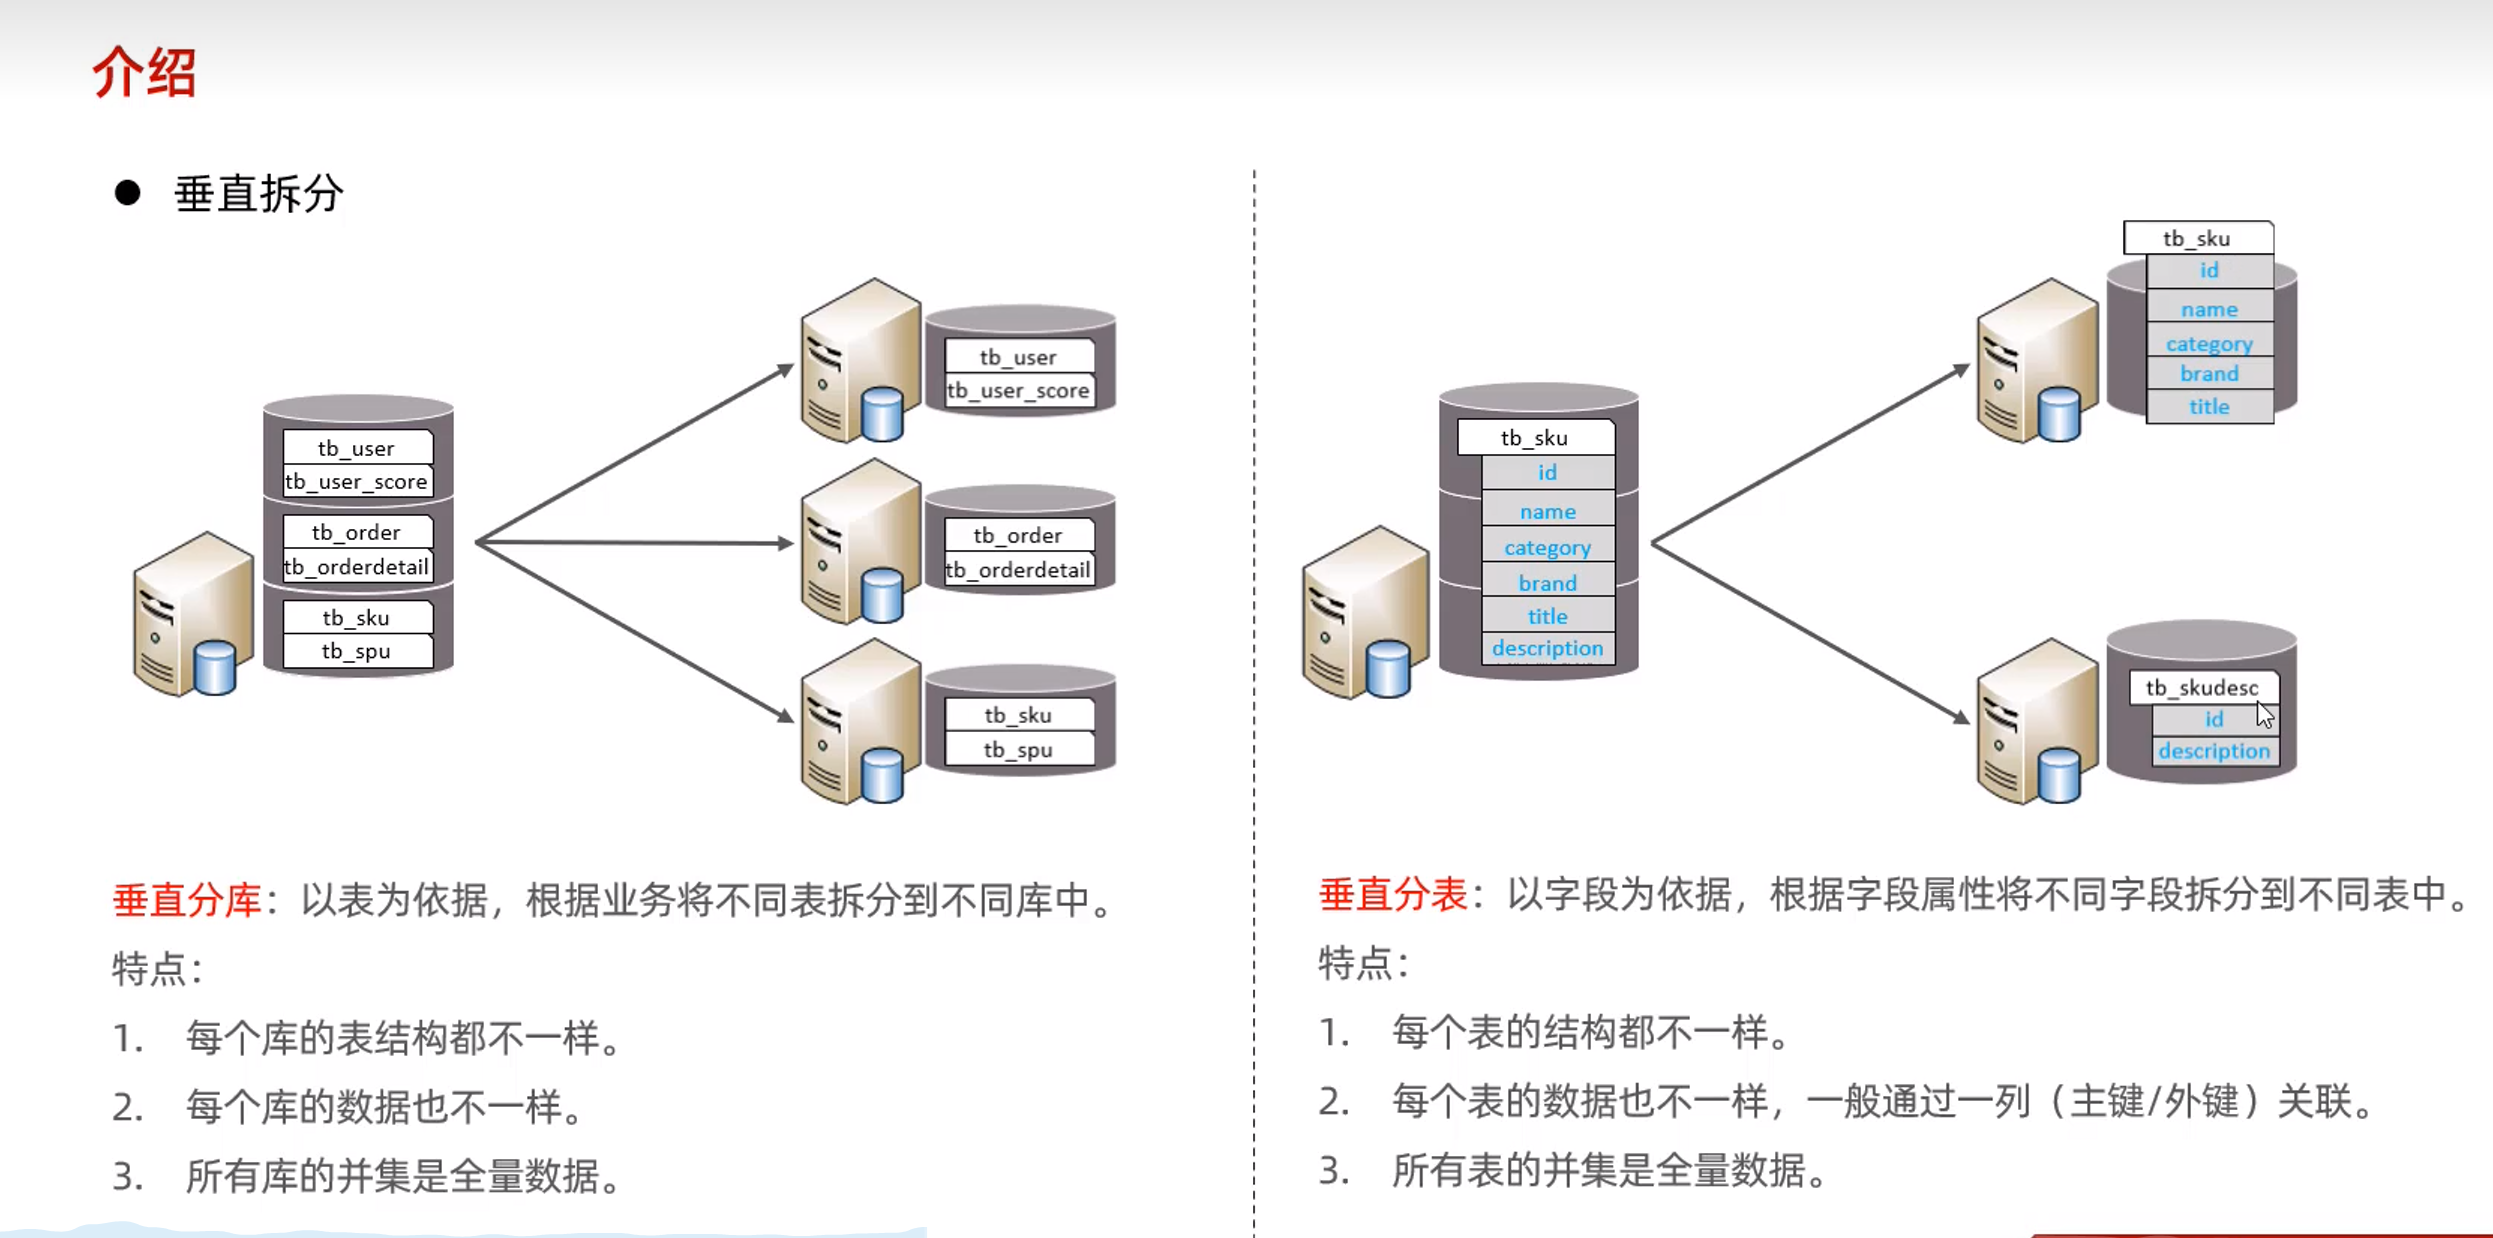 介绍
● 垂直拆分
tb_user
tb_user_score
tb_order
tb_orderdetail
tb_sku
tb_spu
tb_user
tb_user_score
tb_order
tb_orderdetail
tb_sku
tb_spu
垂直分库：以表为依据，根据业务将不同表拆分到不同库中。
特点：
1. 每个库的表结构都不一样。
2. 每个库的数据也不一样。
3. 所有库的并集是全量数据。
tb_sku
id
name
category
brand
title
description
tb_sku
id
name
category
brand
title
tb_skudesc
id
description
垂直分表：以字段为依据，根据字段属性将不同字段拆分到不同表中。
特点：
1. 每个表的结构都不一样。
2. 每个表的数据也不一样，一般通过一列（主键/外键）关联。
3. 所有表的并集是全量数据。